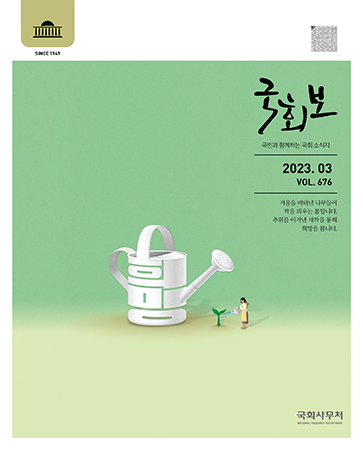 SINCE 1949
국회보
국민과 함께하는 국회 소식지
2023. 03
VOL. 676
겨울을 버텨낸 나무들이
싹을 틔우는 봄입니다.
추위를 이겨낸 새싹을 통해
희망을 봅니다.
봄
국회사무처
NATIONAL ASSEMBLY SECRETARIAT